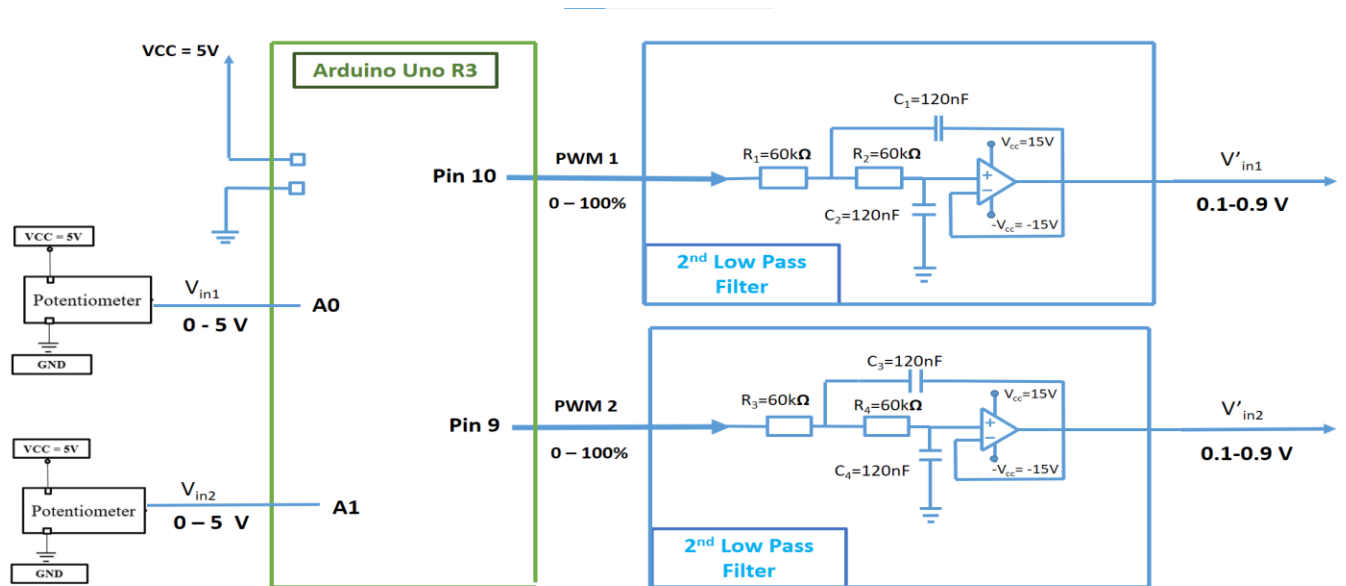 VCC = 5V
Arduino Uno R3
Pin 10
PWM 1
0 – 100%
C₁=120nF
R₁=60kΩ
R₂=60kΩ
C₂=120nF
Vcc=15V
+
−
-Vcc= -15V
2nd Low Pass
Filter
V'in1
0.1-0.9 V
VCC = 5V
Potentiometer
GND
Vin1
0 - 5 V
A0
Pin 9
PWM 2
0 – 100%
C₃=120nF
R₃=60kΩ
R₄=60kΩ
C₄=120nF
Vcc=15V
+
−
-Vcc= -15V
2nd Low Pass
Filter
V'in2
0.1-0.9 V
VCC = 5V
Potentiometer
GND
Vin2
0 – 5 V
A1